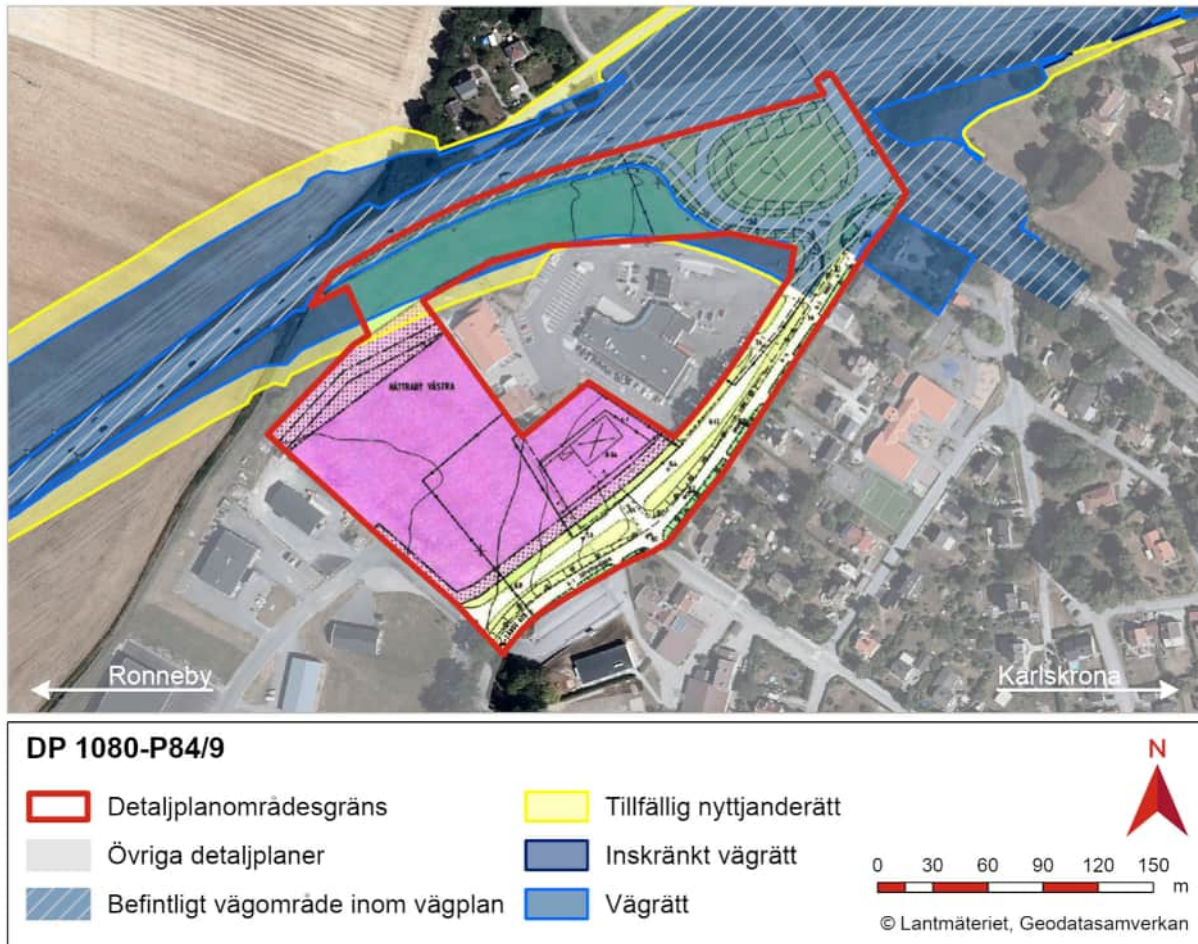 NÄTTRABY VÄSTRA
Ronneby
Karlskrona
DP 1080-P84/9
N
Detaljplanområdesgräns
Övriga detaljplaner
Befintligt vägområde inom vägplan
Tillfällig nyttjanderätt
Inskränkt vägrätt
Vägrätt
0 30 60 90 120 150
m
© Lantmäteriet, Geodatasamverkan